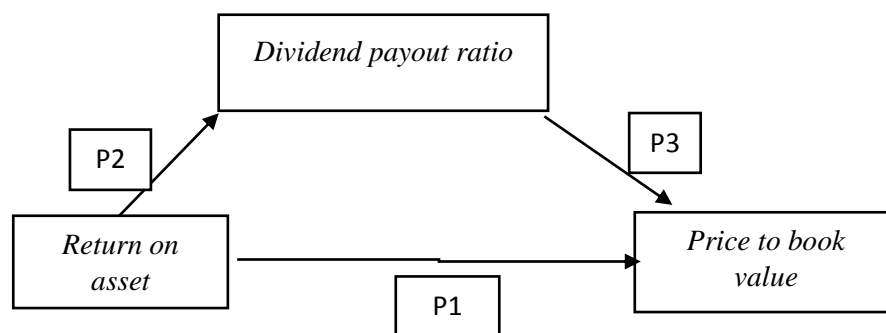 Dividend payout ratio
P2
P3
Return on
asset
Price to book
value
P1